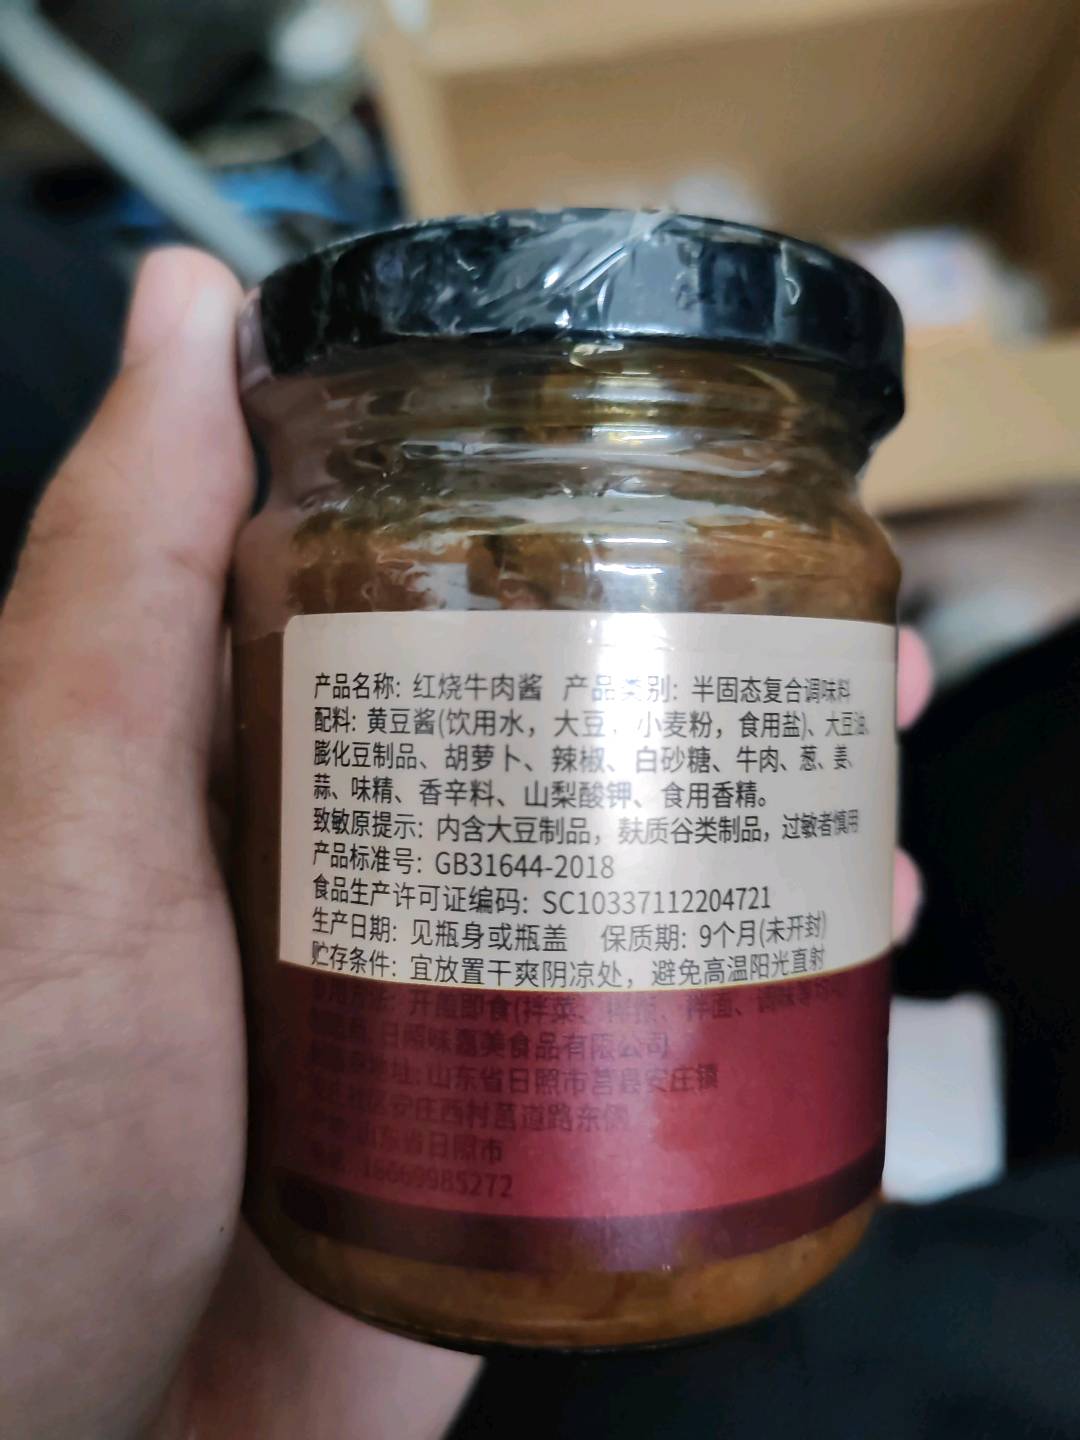 产品名称: 红烧牛肉酱 产品类别: 半固态复合调味料
配料: 黄豆酱(饮用水, 大豆、小麦粉, 食用盐)、大豆油、
膨化豆制品、胡萝卜、辣椒、白砂糖、牛肉、葱、姜、
蒜、味精、香辛料、山梨酸钾、食用香精。
致敏原提示: 内含大豆制品, 麸质谷类制品, 过敏者慎用
产品标准号: GB31644-2018
食品生产许可证编码: SC10337112204721
生产日期: 见瓶身或瓶盖 保质期: 9个月(未开封)
贮存条件: 宜放置干爽阴凉处, 避免高温阳光直射
开盖即食(拌菜、拌饭、拌面、调味等均可)
日照味嘉美食品有限公司
地址: 山东省日照市莒县安庄镇
西村莒道路东侧
山东省日照市